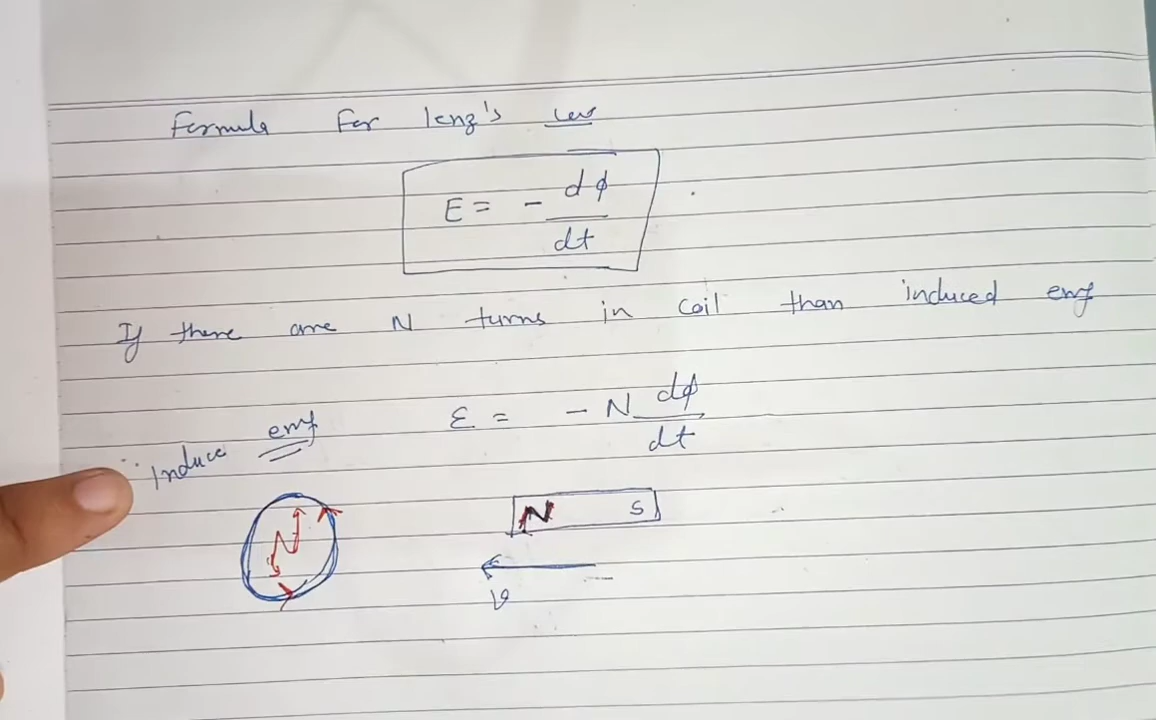 Formula For lenz's law
E = - dφ
dt
If there are N turns in coil than induced emf
ε = - N dφ
dt
Induce emf
N
N S
v